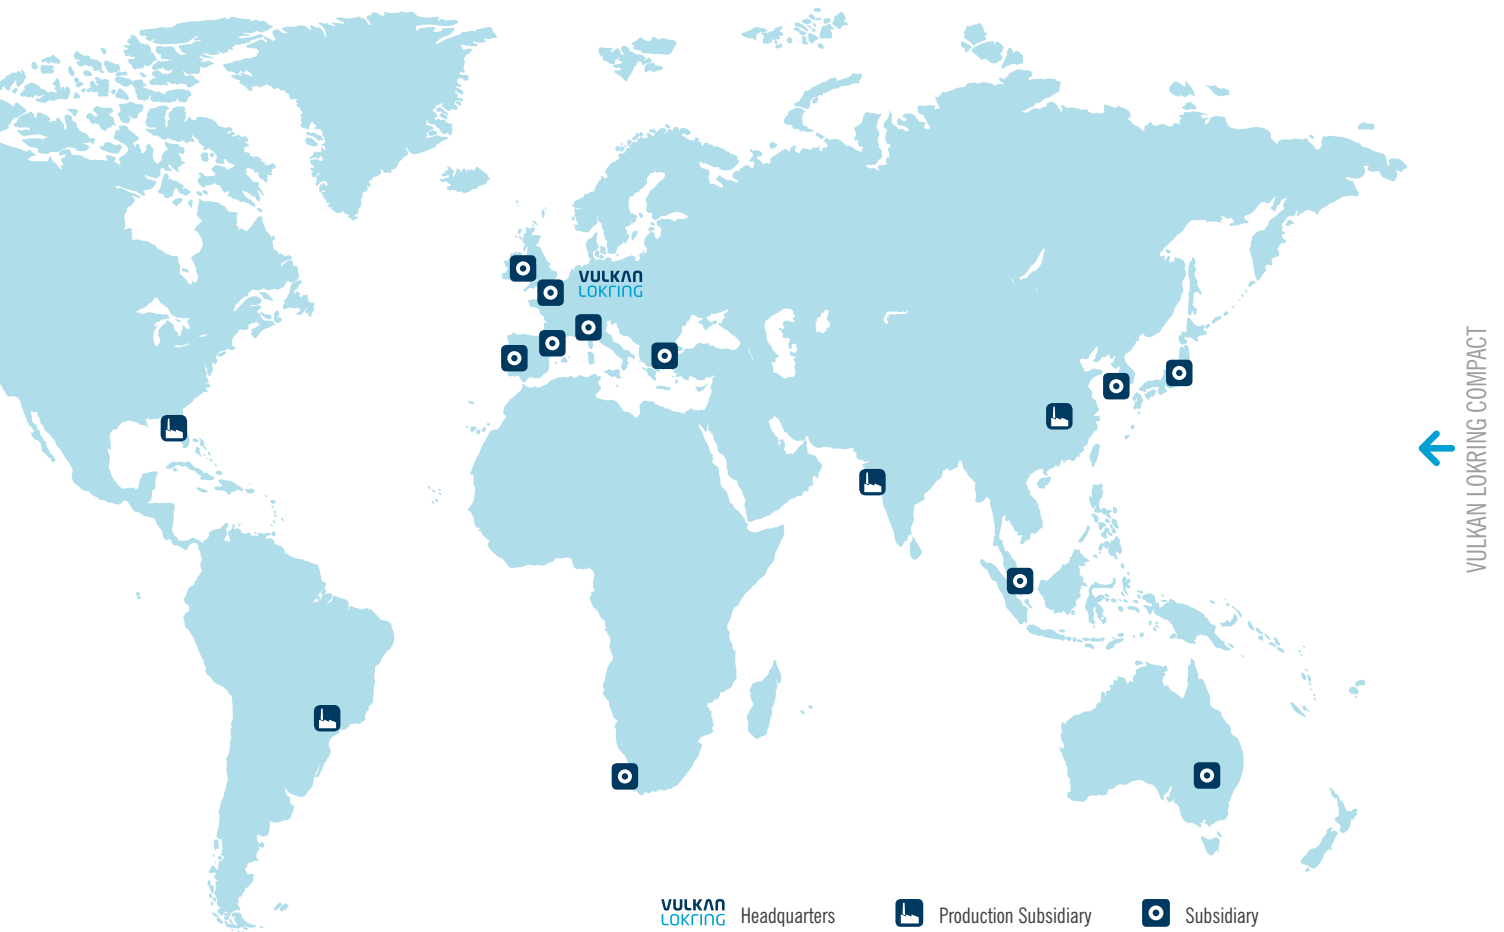 VULKAN
LOKRING
VULKAN LOKRING COMPACT
VULKAN
LOKRING
Headquarters
Production Subsidiary
Subsidiary